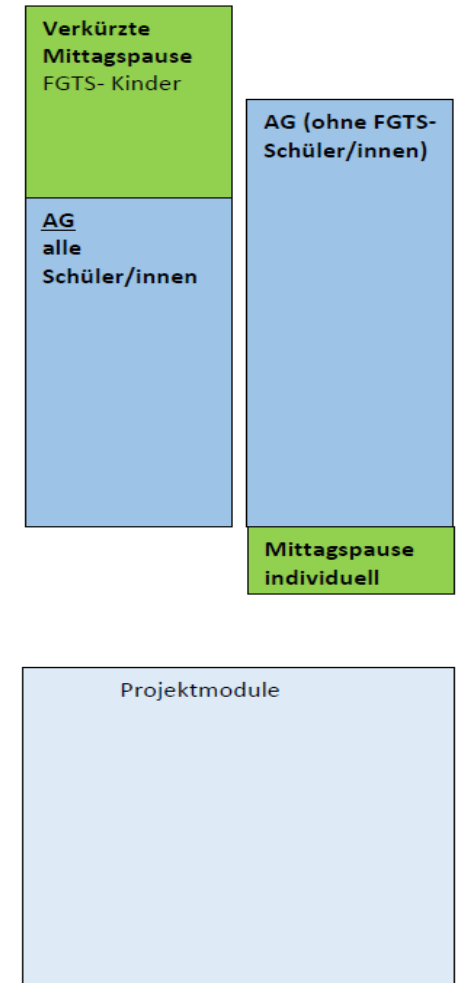 Verkürzte
Mittagspause
FGTS- Kinder
AG
alle
Schüler/innen
AG (ohne FGTS-
Schüler/innen)
Mittagspause
individuell
Projektmodule